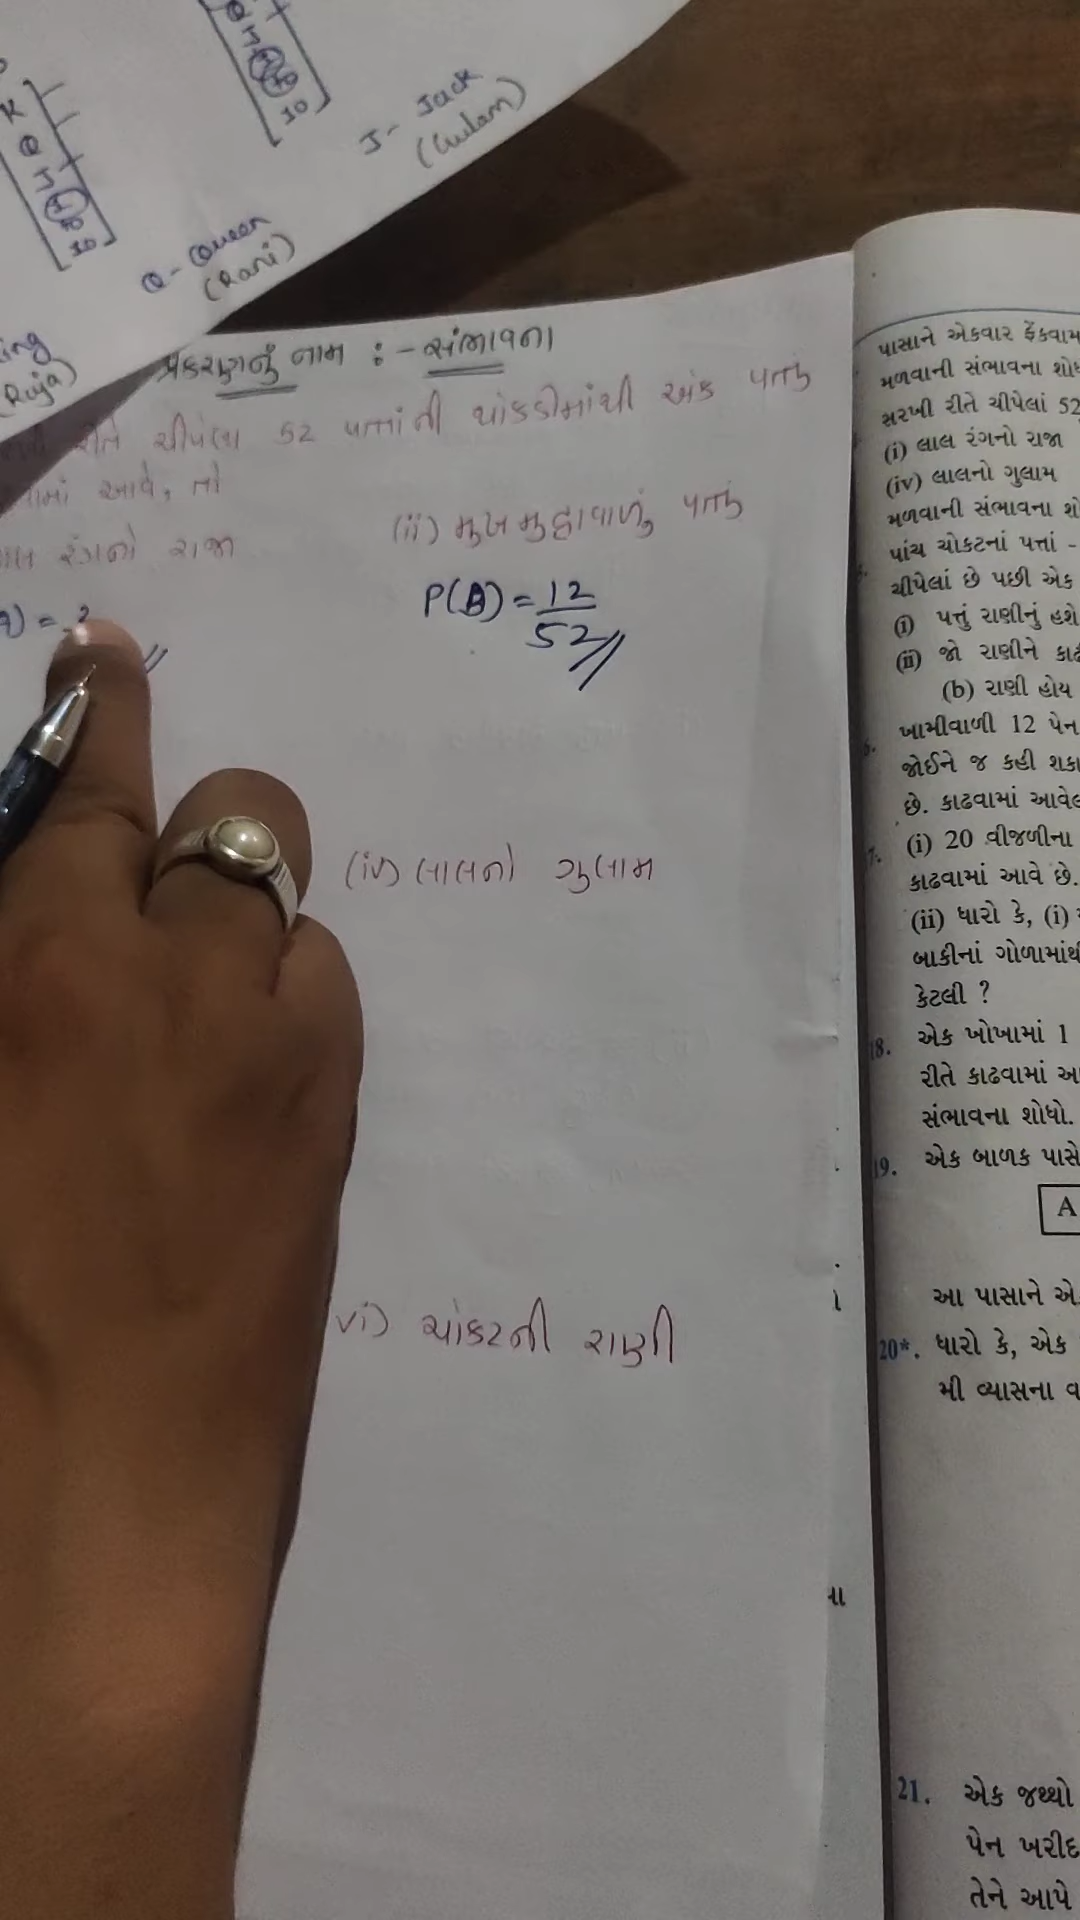 J - Jack
(Gulam)
Q - Queen
(Rani)
પ્રકરણનું નામ :- સંભાવના
રીતે ચીપેલા 52 પત્તાંની થોકડીમાંથી એક પત્તુ
આવે, તો
રંગનો રાજા
(ii) મુખમુદ્રાવાળું પત્તુ
P(B) = 12
52
(iv) લાલનો ગુલામ
vi) ચોકટની રાણી
પાસાને એકવાર ફેંકવામ
મળવાની સંભાવના શોધ
સરખી રીતે ચીપેલાં 52
(i) લાલ રંગનો રાજા
(iv) લાલનો ગુલામ
મળવાની સંભાવના શો
પાંચ ચોકટનાં પત્તાં -
ચીપેલાં છે પછી એક
(i) પત્તું રાણીનું હશે
(ii) જો રાણીને કાઢ
(b) રાણી હોય
ખામીવાળી 12 પેન
જોઈને જ કહી શકા
છે. કાઢવામાં આવેલ
(i) 20 વીજળીના
કાઢવામાં આવે છે.
(ii) ધારો કે, (i)
બાકીનાં ગોળામાંથ
કેટલી ?
18. એક ખોખામાં 1
રીતે કાઢવામાં આ
સંભાવના શોધો.
19. એક બાળક પાસે
A
આ પાસાને એ
20*. ધારો કે, એક
મી વ્યાસના વ
21. એક જથ્થો
પેન ખરીદ
તેને આપે